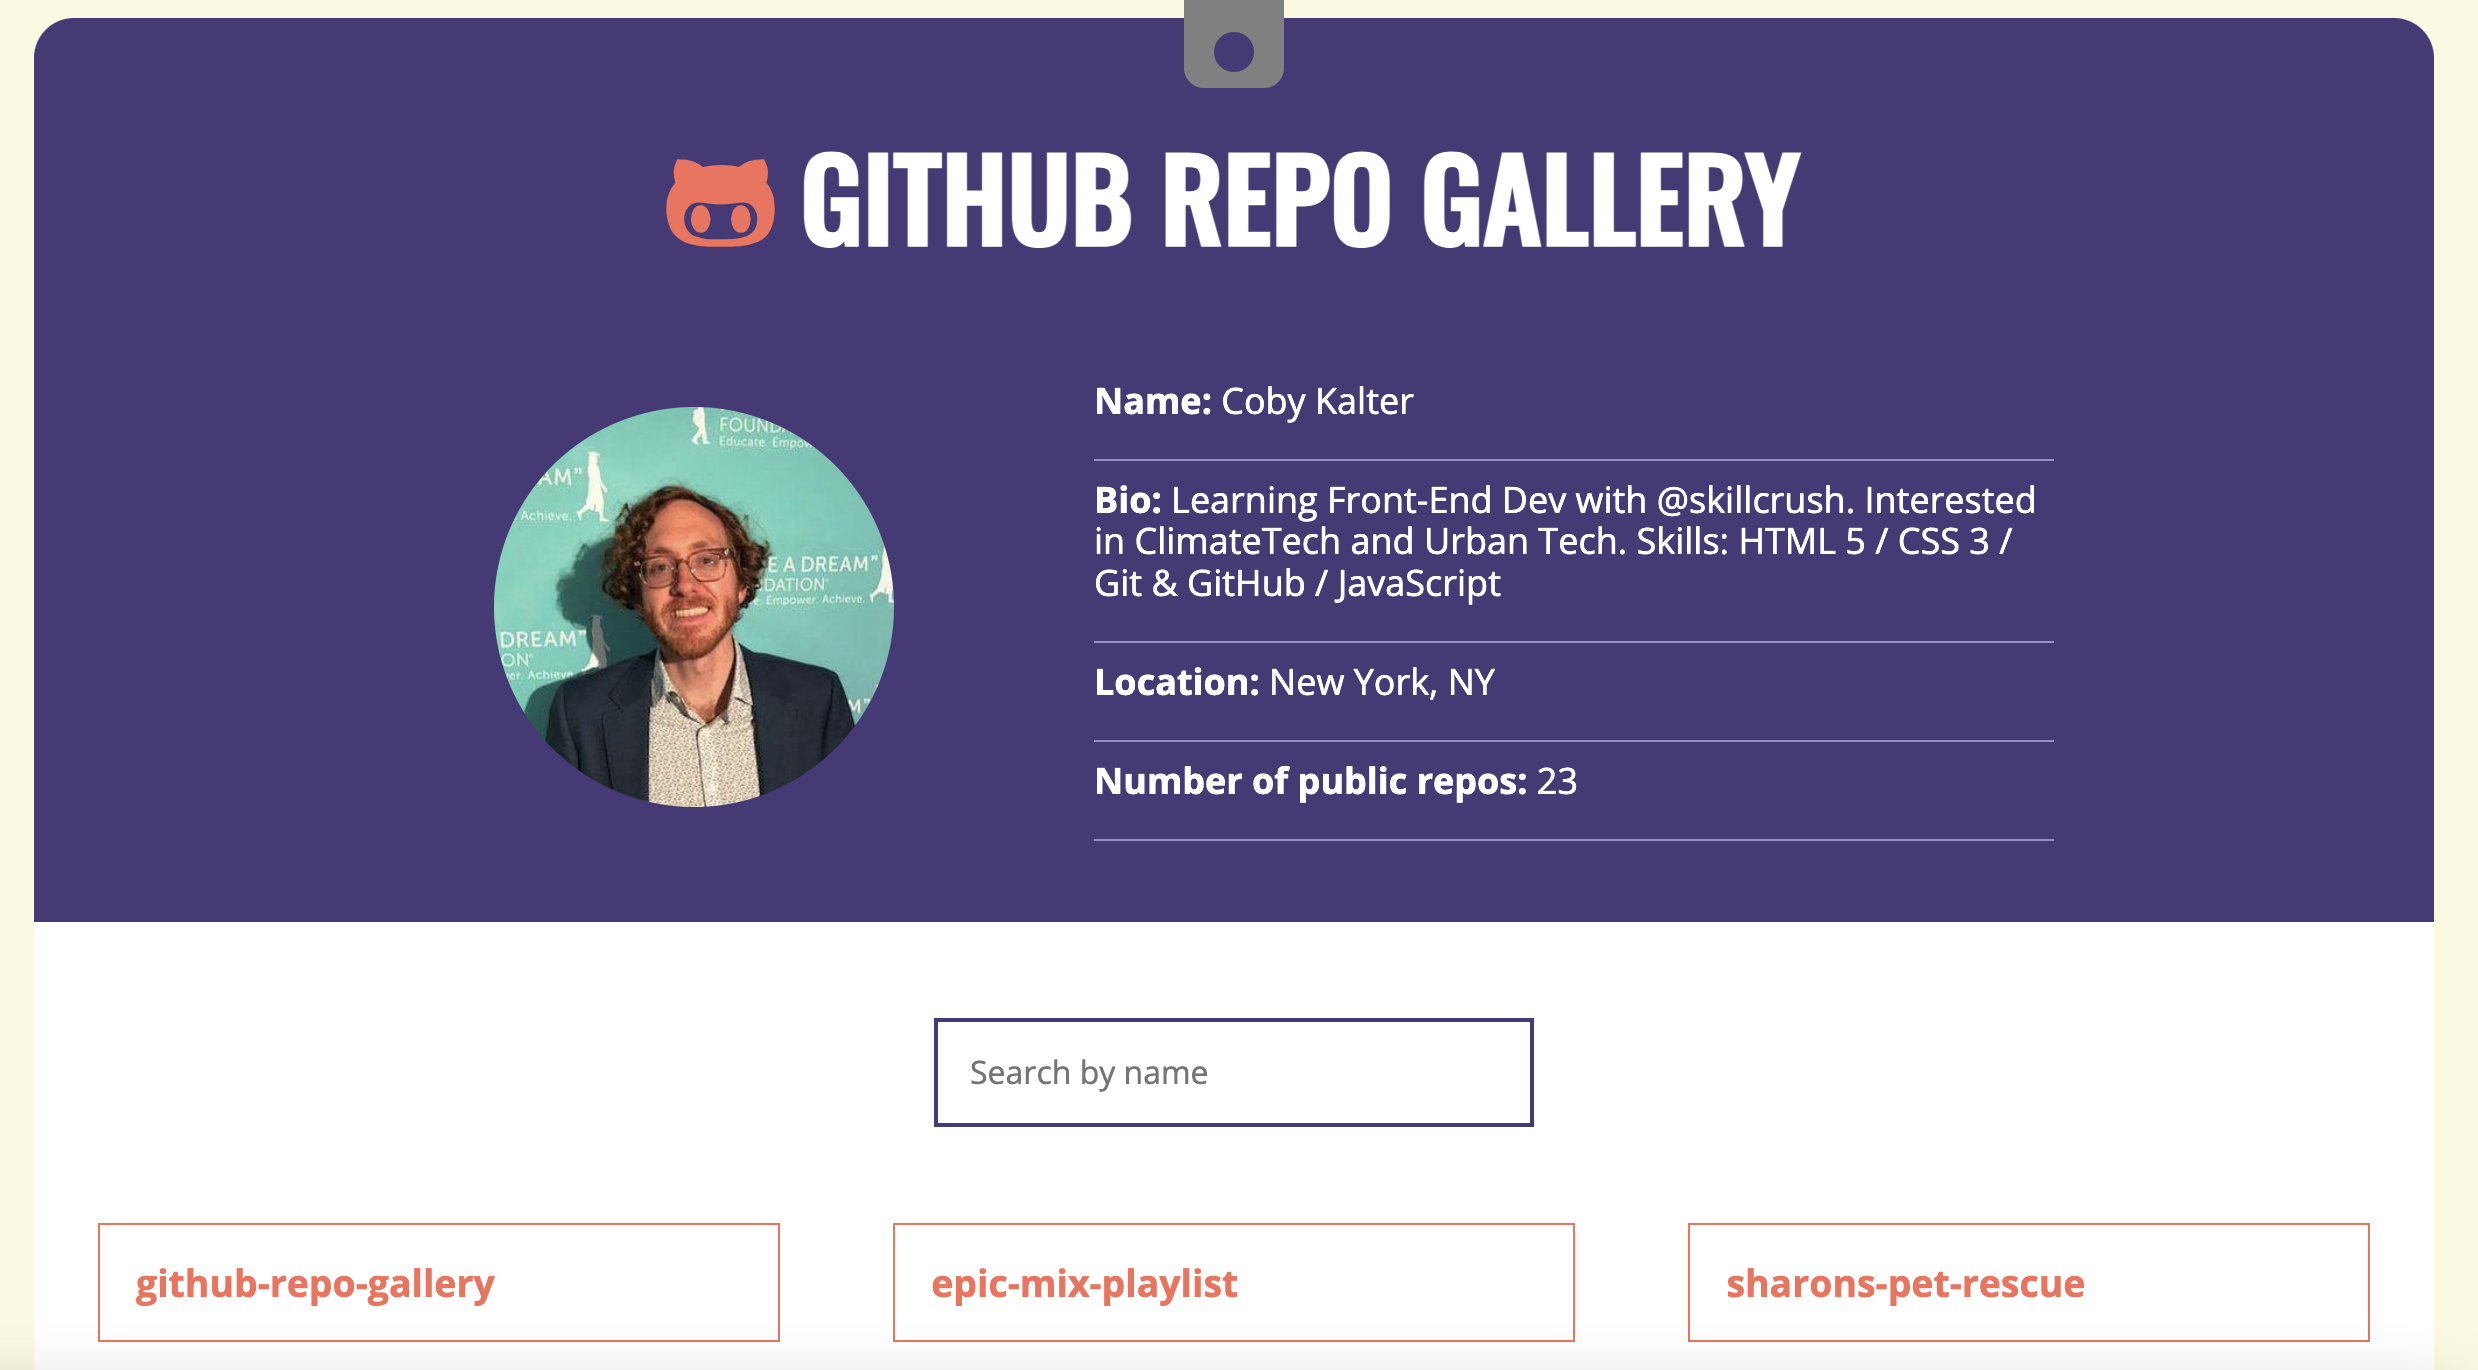 GITHUB REPO GALLERY
Name: Coby Kalter
Bio: Learning Front-End Dev with @skillcrush. Interested
in ClimateTech and Urban Tech. Skills: HTML 5 / CSS 3 /
Git & GitHub / JavaScript
Location: New York, NY
Number of public repos: 23
FOUND
Educate. Empow
AM”
Achieve.
E A DREAM”
DATION®
e. Empower. Achieve.
DREAM”
ON®
er. Achieve
M”
Search by name
github-repo-gallery
epic-mix-playlist
sharons-pet-rescue